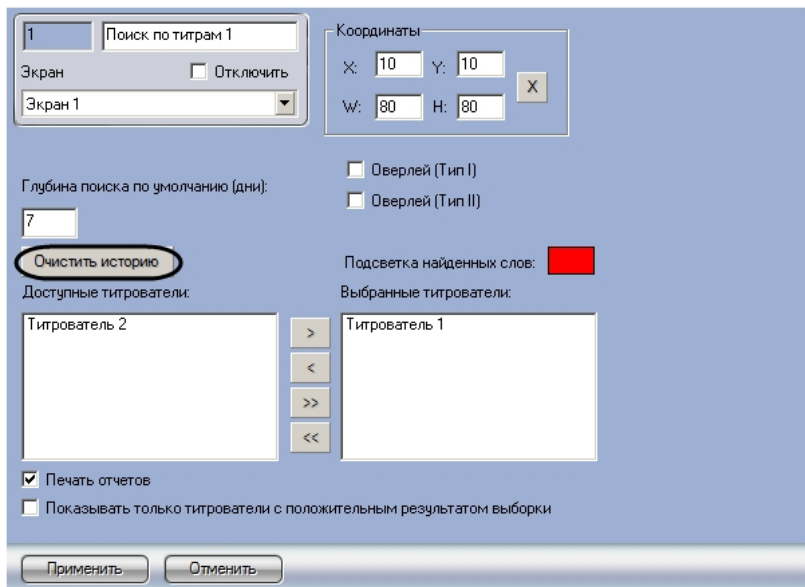 1 Поиск по титрам 1
Экран Отключить
Экран 1
Координаты
X: 10 Y: 10
W: 80 H: 80
X
Оверлей (Тип I)
Оверлей (Тип II)
Глубина поиска по умолчанию (дни):
7
Очистить историю
Подсветка найденных слов:
Доступные титрователи:
Выбранные титрователи:
Титрователь 2
>
<
>>
<<
Титрователь 1
Печать отчетов
Показывать только титрователи с положительным результатом выборки
Применить Отменить